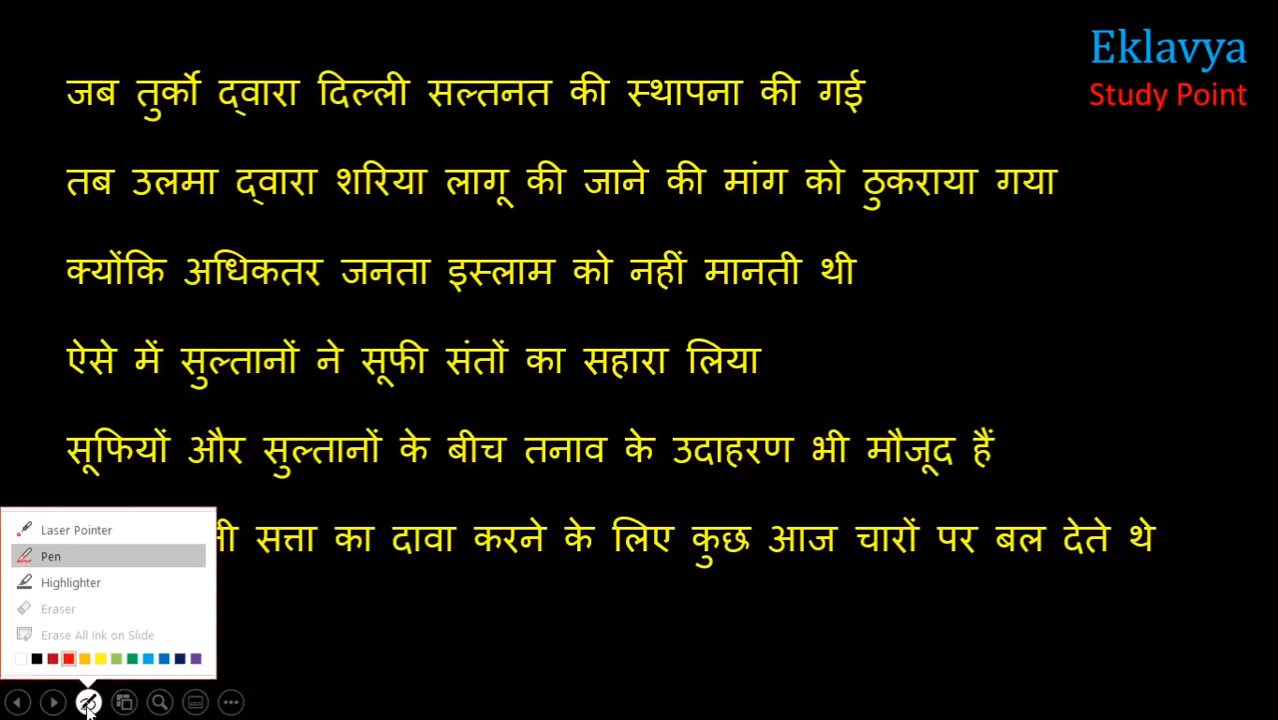 Eklavya
Study Point
जब तुर्को द्वारा दिल्ली सल्तनत की स्थापना की गई
तब उलमा द्वारा शरिया लागू की जाने की मांग को ठुकराया गया
क्योंकि अधिकतर जनता इस्लाम को नहीं मानती थी
ऐसे में सुल्तानों ने सूफी संतों का सहारा लिया
सूफियों और सुल्तानों के बीच तनाव के उदाहरण भी मौजूद हैं
सत्ता का दावा करने के लिए कुछ आज चारों पर बल देते थे
Laser Pointer
Pen
Highlighter
Eraser
Erase All Ink on Slide